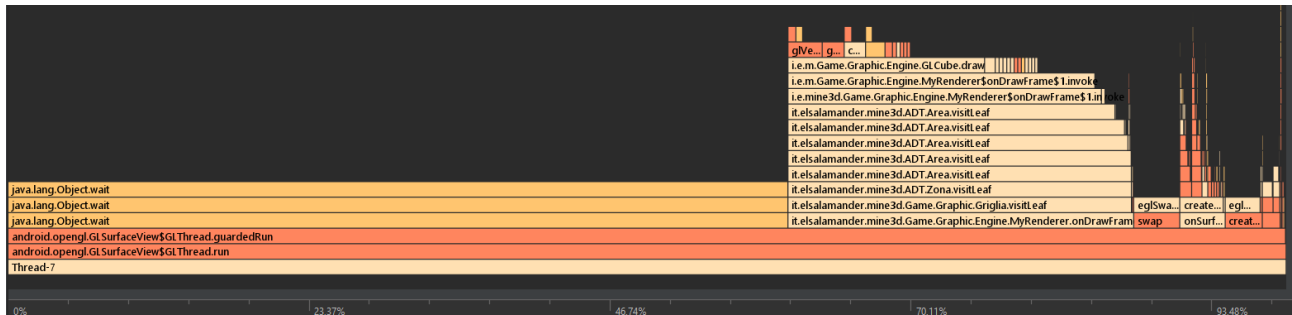 glVe... g... c...
i.e.m.Game.Graphic.Engine.GLCube.draw
i.e.m.Game.Graphic.Engine.MyRenderer$onDrawFrame$1.invoke
i.e.mine3d.Game.Graphic.Engine.MyRenderer$onDrawFrame$1.invoke
it.elsalamander.mine3d.ADT.Area.visitLeaf
it.elsalamander.mine3d.ADT.Area.visitLeaf
it.elsalamander.mine3d.ADT.Area.visitLeaf
it.elsalamander.mine3d.ADT.Area.visitLeaf
it.elsalamander.mine3d.ADT.Area.visitLeaf
java.lang.Object.wait it.elsalamander.mine3d.ADT.Zona.visitLeaf
java.lang.Object.wait it.elsalamander.mine3d.Game.Graphic.Griglia.visitLeaf eglSwa... create... egl...
java.lang.Object.wait it.elsalamander.mine3d.Game.Graphic.Engine.MyRenderer.onDrawFram swap onSurf... creat...
android.opengl.GLSurfaceView$GLThread.guardedRun
android.opengl.GLSurfaceView$GLThread.run
Thread-7
0% 23.37% 46.74% 70.11% 93.48%